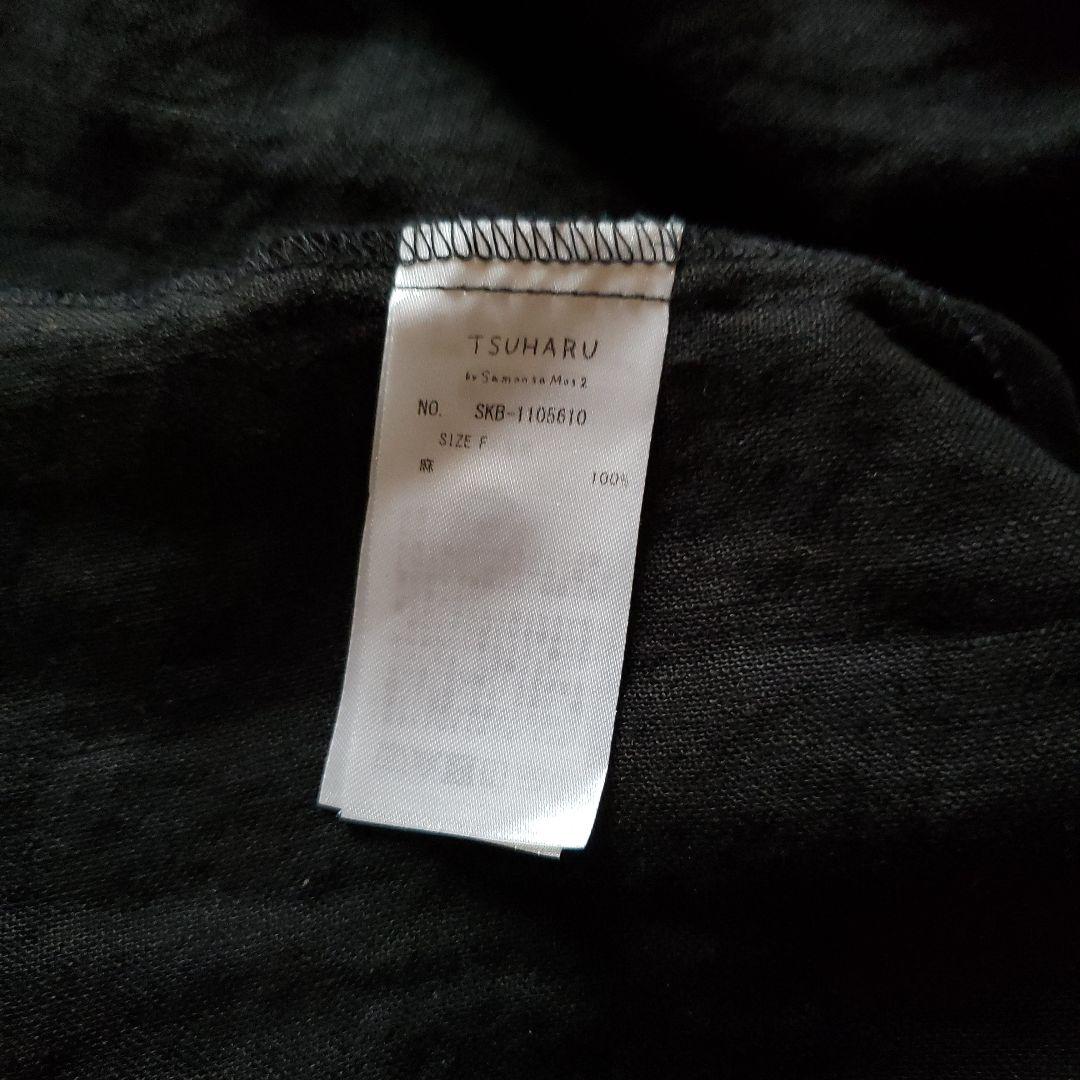 TSUHARU
by Samansa Mos2
NO. SKB-1105610
SIZE F
麻 100%